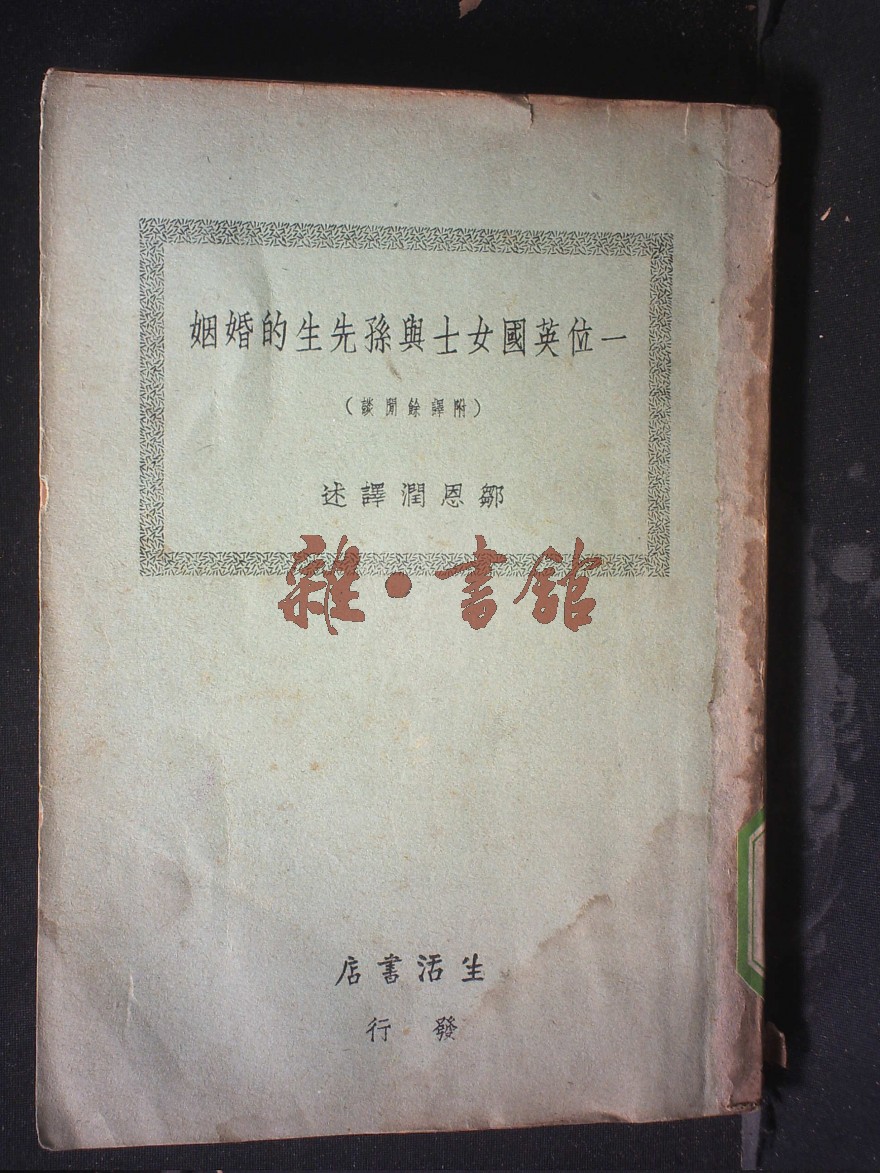 一位英國女士與孫先生的婚姻
（附譯餘閒談）
鄒恩潤譯述
雜·書館
生活書店
發行